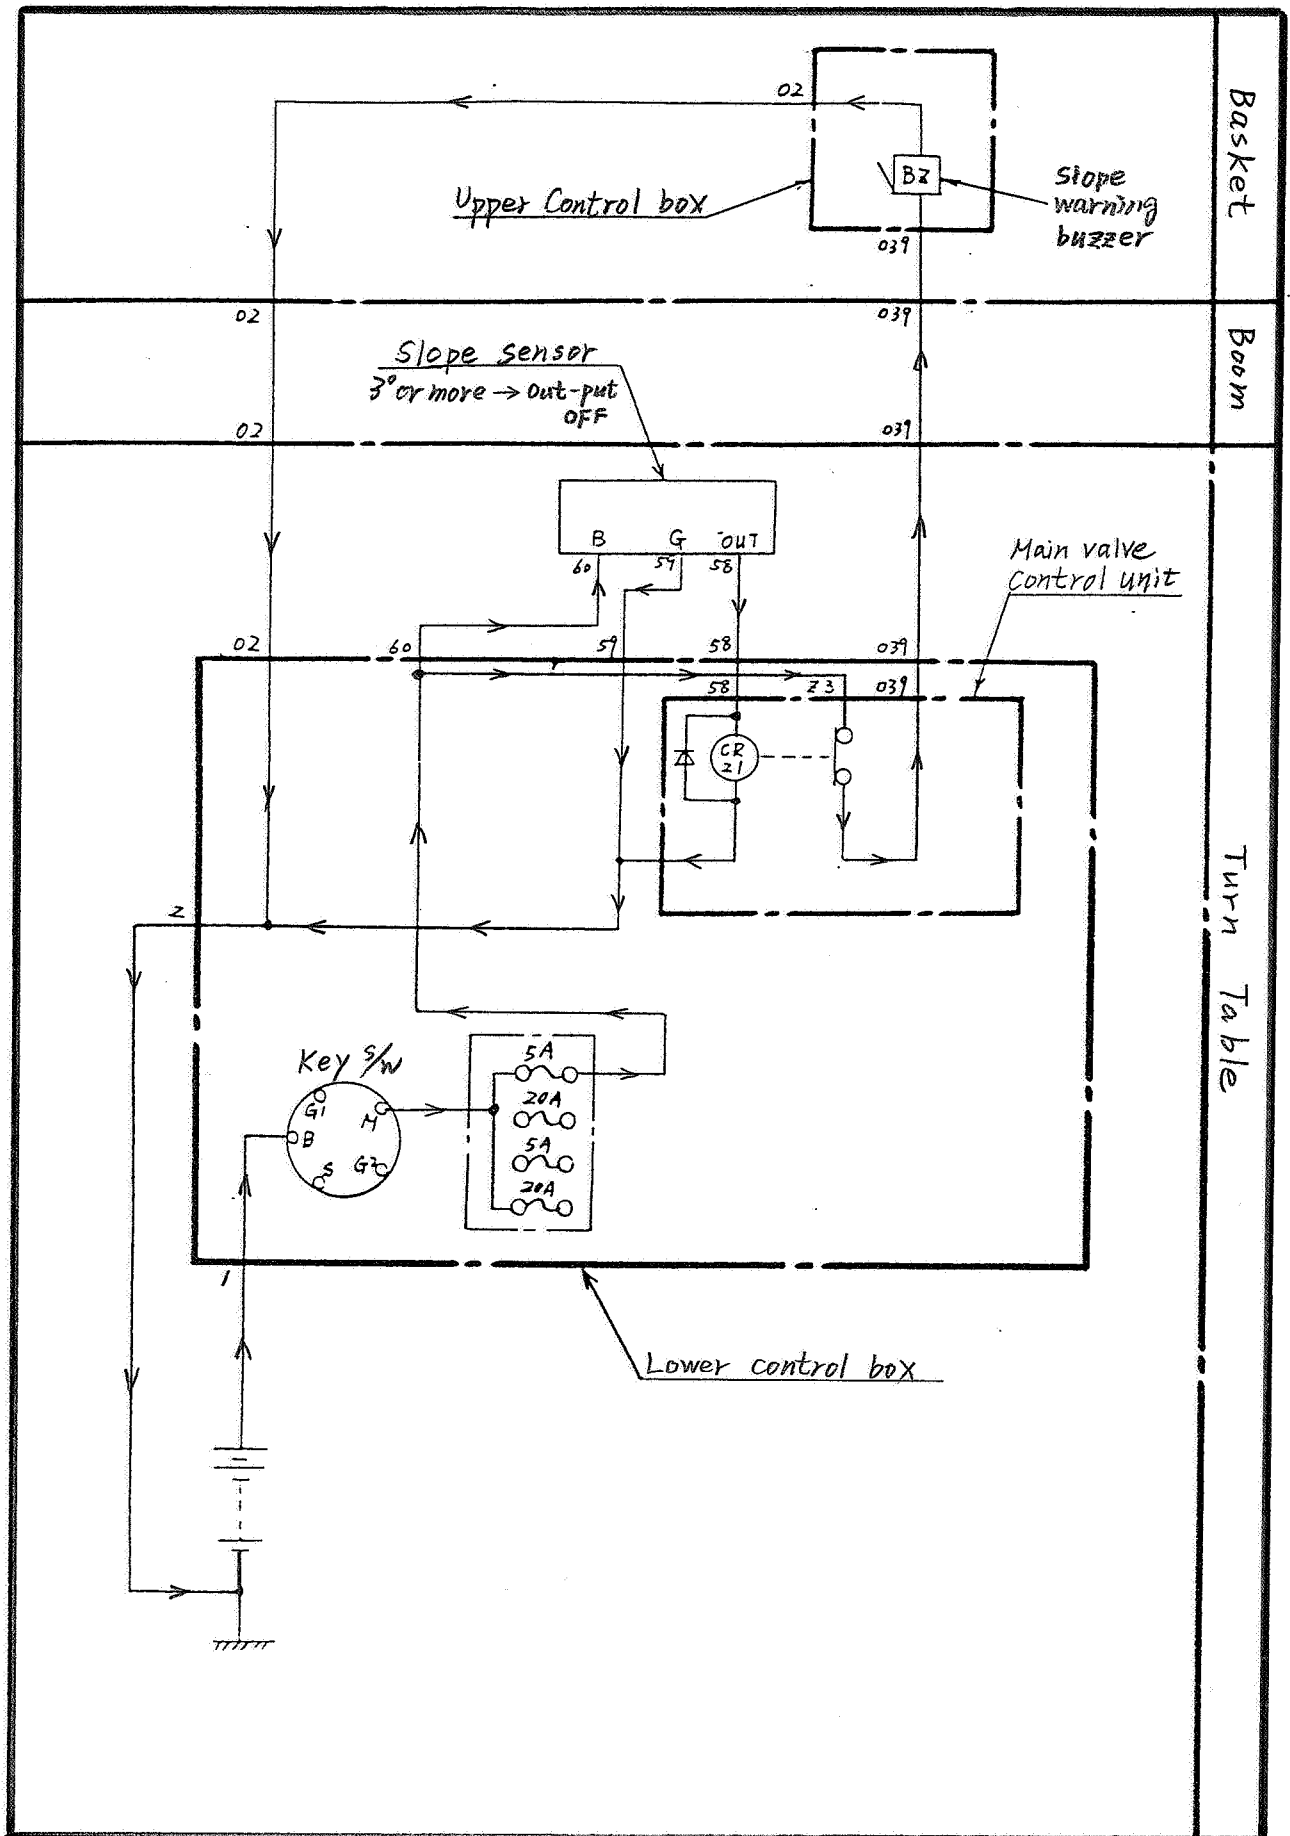 Basket
02
BZ
Slope
warning
buzzer
Upper Control box
039
02
039
Boom
Slope sensor
3° or more → Out-put
OFF
02
039
B G OUT
60 59 58
Main valve
Control unit
02 60 59 58 039
58 Z3 039
CR
21
Turn Table
2
Key S/W
G1
M
B
S
G2
5A
20A
5A
20A
1
Lower control box